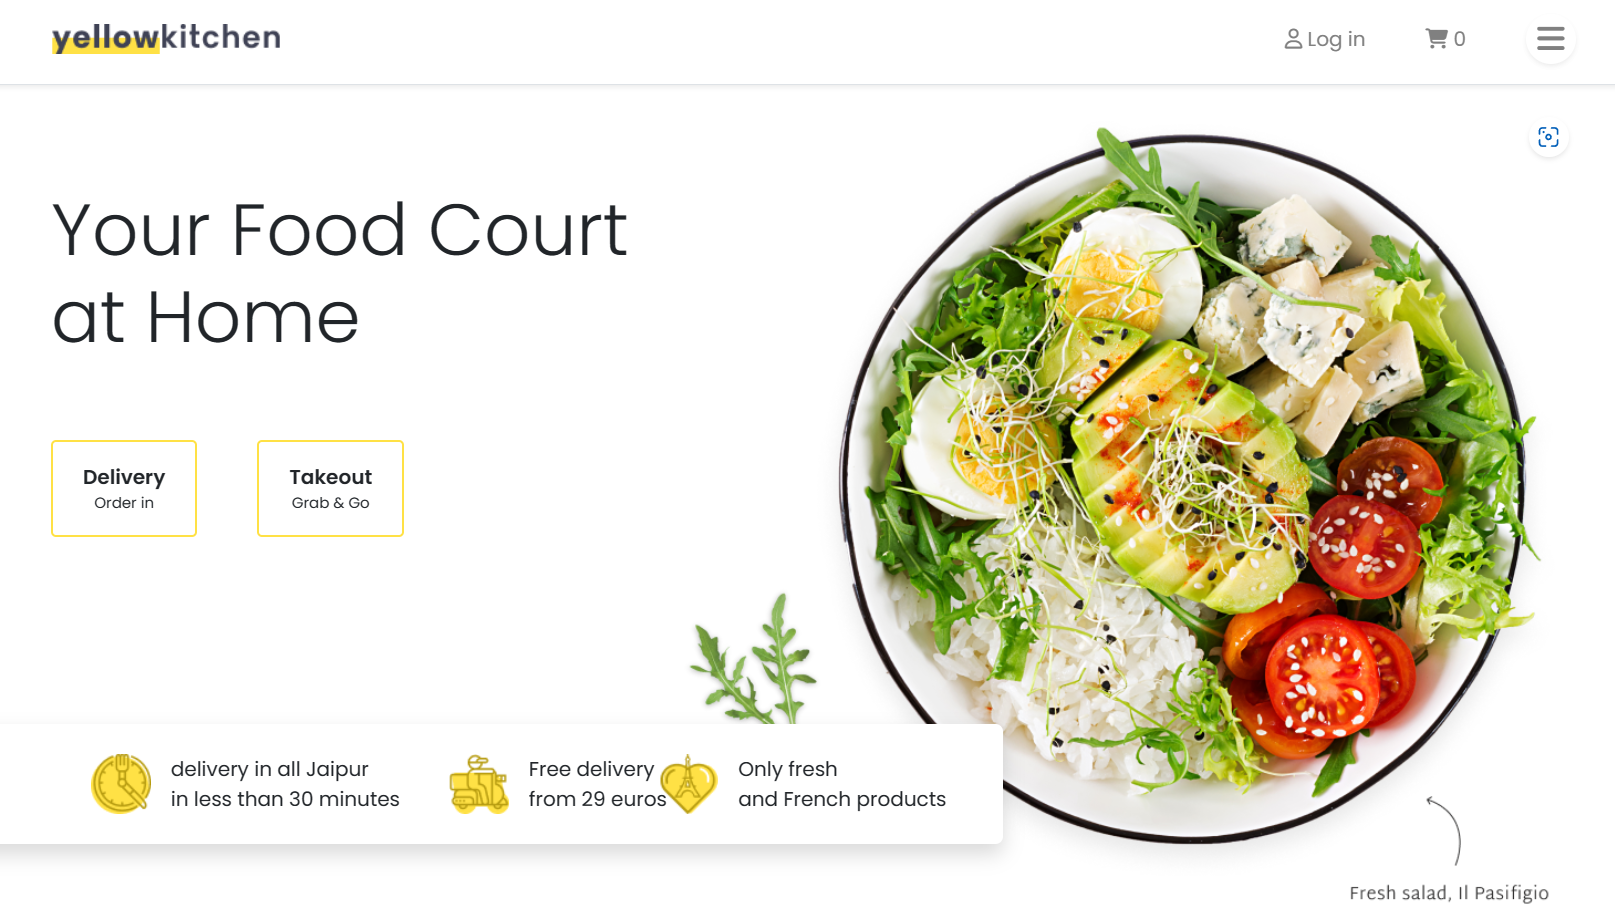 yellowkitchen
Log in
0
Your Food Court
at Home
Delivery
Order in
Takeout
Grab & Go
delivery in all Jaipur
in less than 30 minutes
Free delivery
from 29 euros
Only fresh
and French products
Fresh salad, Il Pasifigio